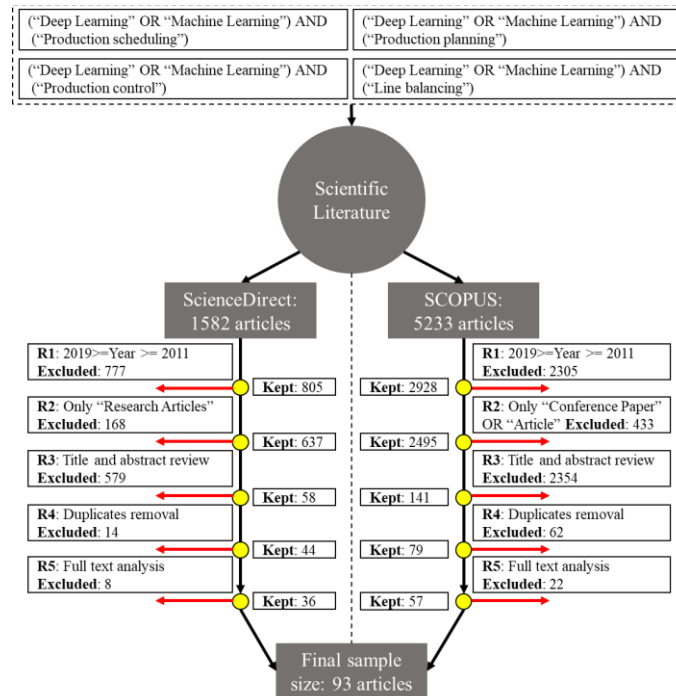 (“Deep Learning” OR “Machine Learning”) AND
(“Production scheduling”)
(“Deep Learning” OR “Machine Learning”) AND
(“Production planning”)
(“Deep Learning” OR “Machine Learning”) AND
(“Production control”)
(“Deep Learning” OR “Machine Learning”) AND
(“Line balancing”)
Scientific
Literature
ScienceDirect:
1582 articles
SCOPUS:
5233 articles
R1: 2019>=Year >= 2011
Excluded: 777
Kept: 805
R2: Only “Research Articles”
Excluded: 168
Kept: 637
R3: Title and abstract review
Excluded: 579
Kept: 58
R4: Duplicates removal
Excluded: 14
Kept: 44
R5: Full text analysis
Excluded: 8
Kept: 36
R1: 2019>=Year >= 2011
Excluded: 2305
Kept: 2928
R2: Only “Conference Paper”
OR “Article” Excluded: 433
Kept: 2495
R3: Title and abstract review
Excluded: 2354
Kept: 141
R4: Duplicates removal
Excluded: 62
Kept: 79
R5: Full text analysis
Excluded: 22
Kept: 57
Final sample
size: 93 articles